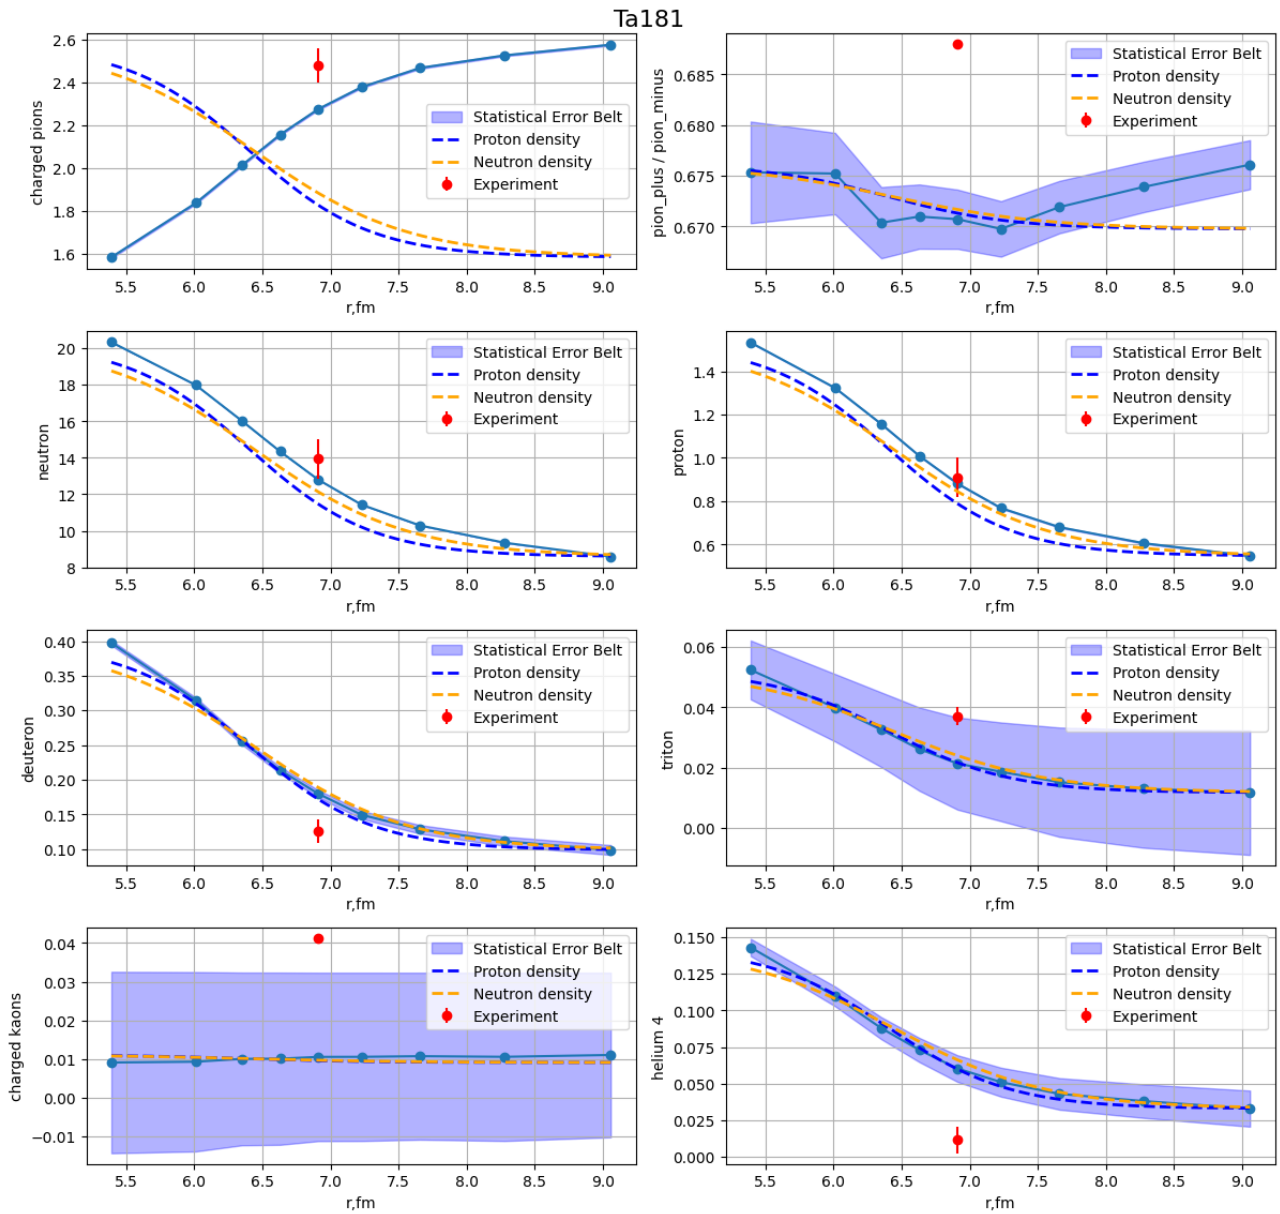 Ta181
2.6
2.4
2.2
2.0
1.8
1.6
charged pions
5.5 6.0 6.5 7.0 7.5 8.0 8.5 9.0
r,fm
Statistical Error Belt
Proton density
Neutron density
Experiment
0.685
0.680
0.675
0.670
pion_plus / pion_minus
5.5 6.0 6.5 7.0 7.5 8.0 8.5 9.0
r,fm
Statistical Error Belt
Proton density
Neutron density
Experiment
20
18
16
14
12
10
8
neutron
5.5 6.0 6.5 7.0 7.5 8.0 8.5 9.0
r,fm
Statistical Error Belt
Proton density
Neutron density
Experiment
1.4
1.2
1.0
0.8
0.6
proton
5.5 6.0 6.5 7.0 7.5 8.0 8.5 9.0
r,fm
Statistical Error Belt
Proton density
Neutron density
Experiment
0.40
0.35
0.30
0.25
0.20
0.15
0.10
deuteron
5.5 6.0 6.5 7.0 7.5 8.0 8.5 9.0
r,fm
Statistical Error Belt
Proton density
Neutron density
Experiment
0.06
0.04
0.02
0.00
triton
5.5 6.0 6.5 7.0 7.5 8.0 8.5 9.0
r,fm
Statistical Error Belt
Proton density
Neutron density
Experiment
0.04
0.03
0.02
0.01
0.00
−0.01
charged kaons
5.5 6.0 6.5 7.0 7.5 8.0 8.5 9.0
r,fm
Statistical Error Belt
Proton density
Neutron density
Experiment
0.150
0.125
0.100
0.075
0.050
0.025
0.000
helium 4
5.5 6.0 6.5 7.0 7.5 8.0 8.5 9.0
r,fm
Statistical Error Belt
Proton density
Neutron density
Experiment